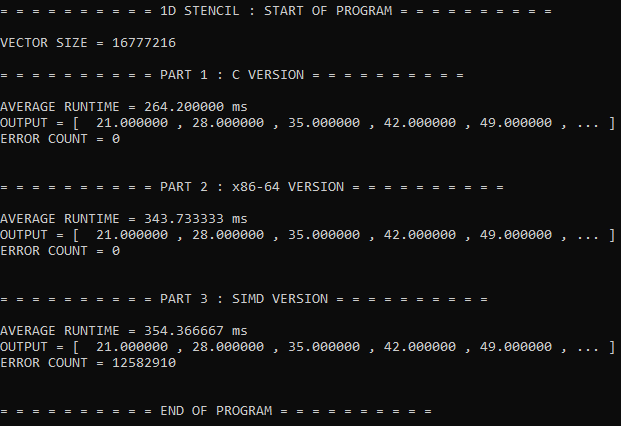 = = = = = = = = = = 1D STENCIL : START OF PROGRAM = = = = = = = = = =
VECTOR SIZE = 16777216
= = = = = = = = = = PART 1 : C VERSION = = = = = = = = = =
AVERAGE RUNTIME = 264.200000 ms
OUTPUT = [  21.000000 , 28.000000 , 35.000000 , 42.000000 , 49.000000 , ... ]
ERROR COUNT = 0
= = = = = = = = = = PART 2 : x86-64 VERSION = = = = = = = = = =
AVERAGE RUNTIME = 343.733333 ms
OUTPUT = [  21.000000 , 28.000000 , 35.000000 , 42.000000 , 49.000000 , ... ]
ERROR COUNT = 0
= = = = = = = = = = PART 3 : SIMD VERSION = = = = = = = = = =
AVERAGE RUNTIME = 354.366667 ms
OUTPUT = [  21.000000 , 28.000000 , 35.000000 , 42.000000 , 49.000000 , ... ]
ERROR COUNT = 12582910
= = = = = = = = = = END OF PROGRAM = = = = = = = = = =